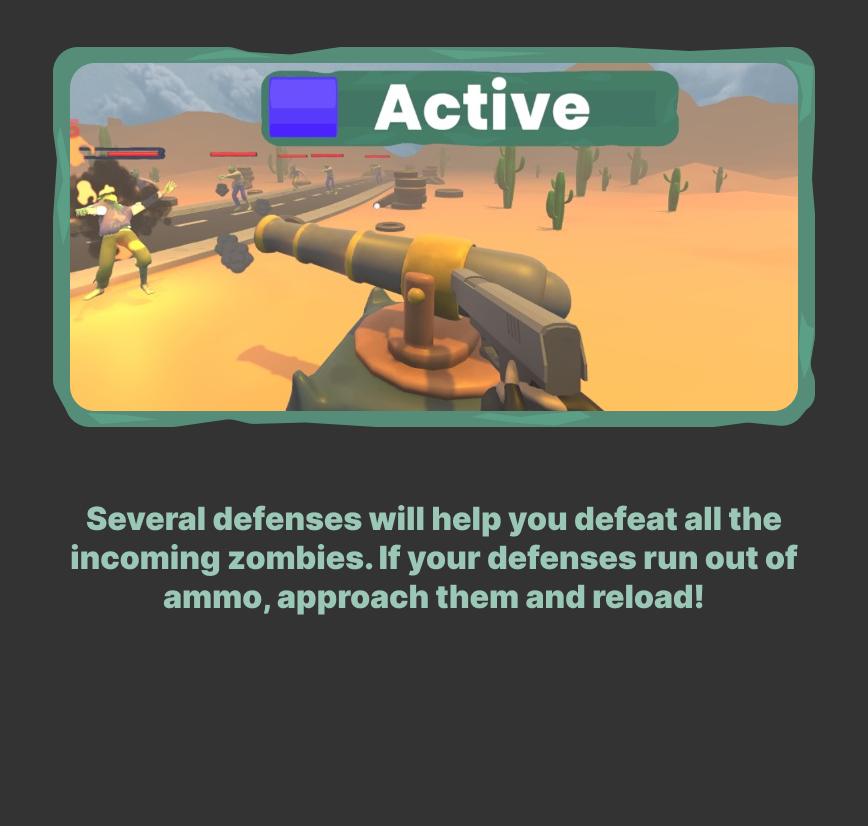 Active
Several defenses will help you defeat all the
incoming zombies. If your defenses run out of
ammo, approach them and reload!